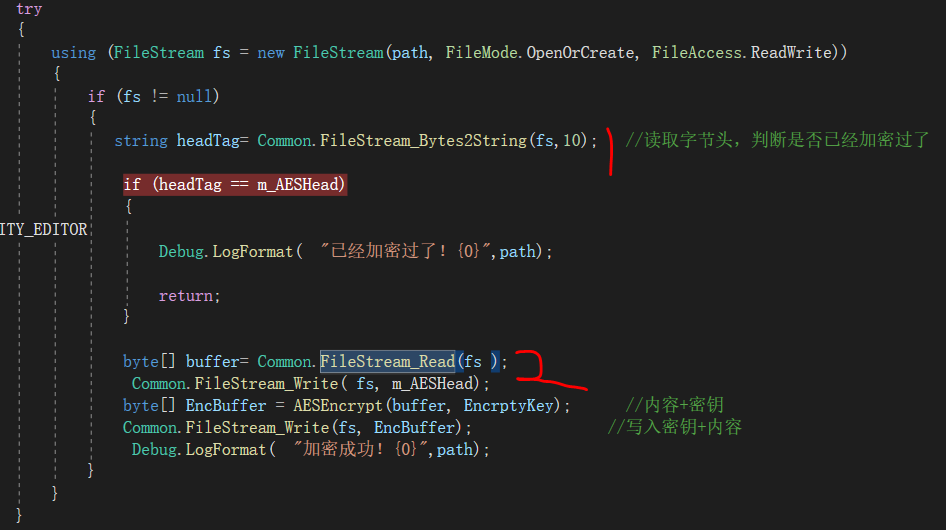 try
{
using (FileStream fs = new FileStream(path, FileMode.OpenOrCreate, FileAccess.ReadWrite))
{
if (fs != null)
{
string headTag= Common.FileStream_Bytes2String(fs,10); //读取字节头，判断是否已经加密过了
if (headTag == m_AESHead)
{
ITY_EDITOR
Debug.LogFormat( "已经加密过了！{0}",path);
return;
}
byte[] buffer= Common.FileStream_Read(fs );
Common.FileStream_Write( fs, m_AESHead);
byte[] EncBuffer = AESEncrypt(buffer, EncrptyKey); //内容+密钥
Common.FileStream_Write(fs, EncBuffer); //写入密钥+内容
Debug.LogFormat( "加密成功！{0}",path);
}
}
}